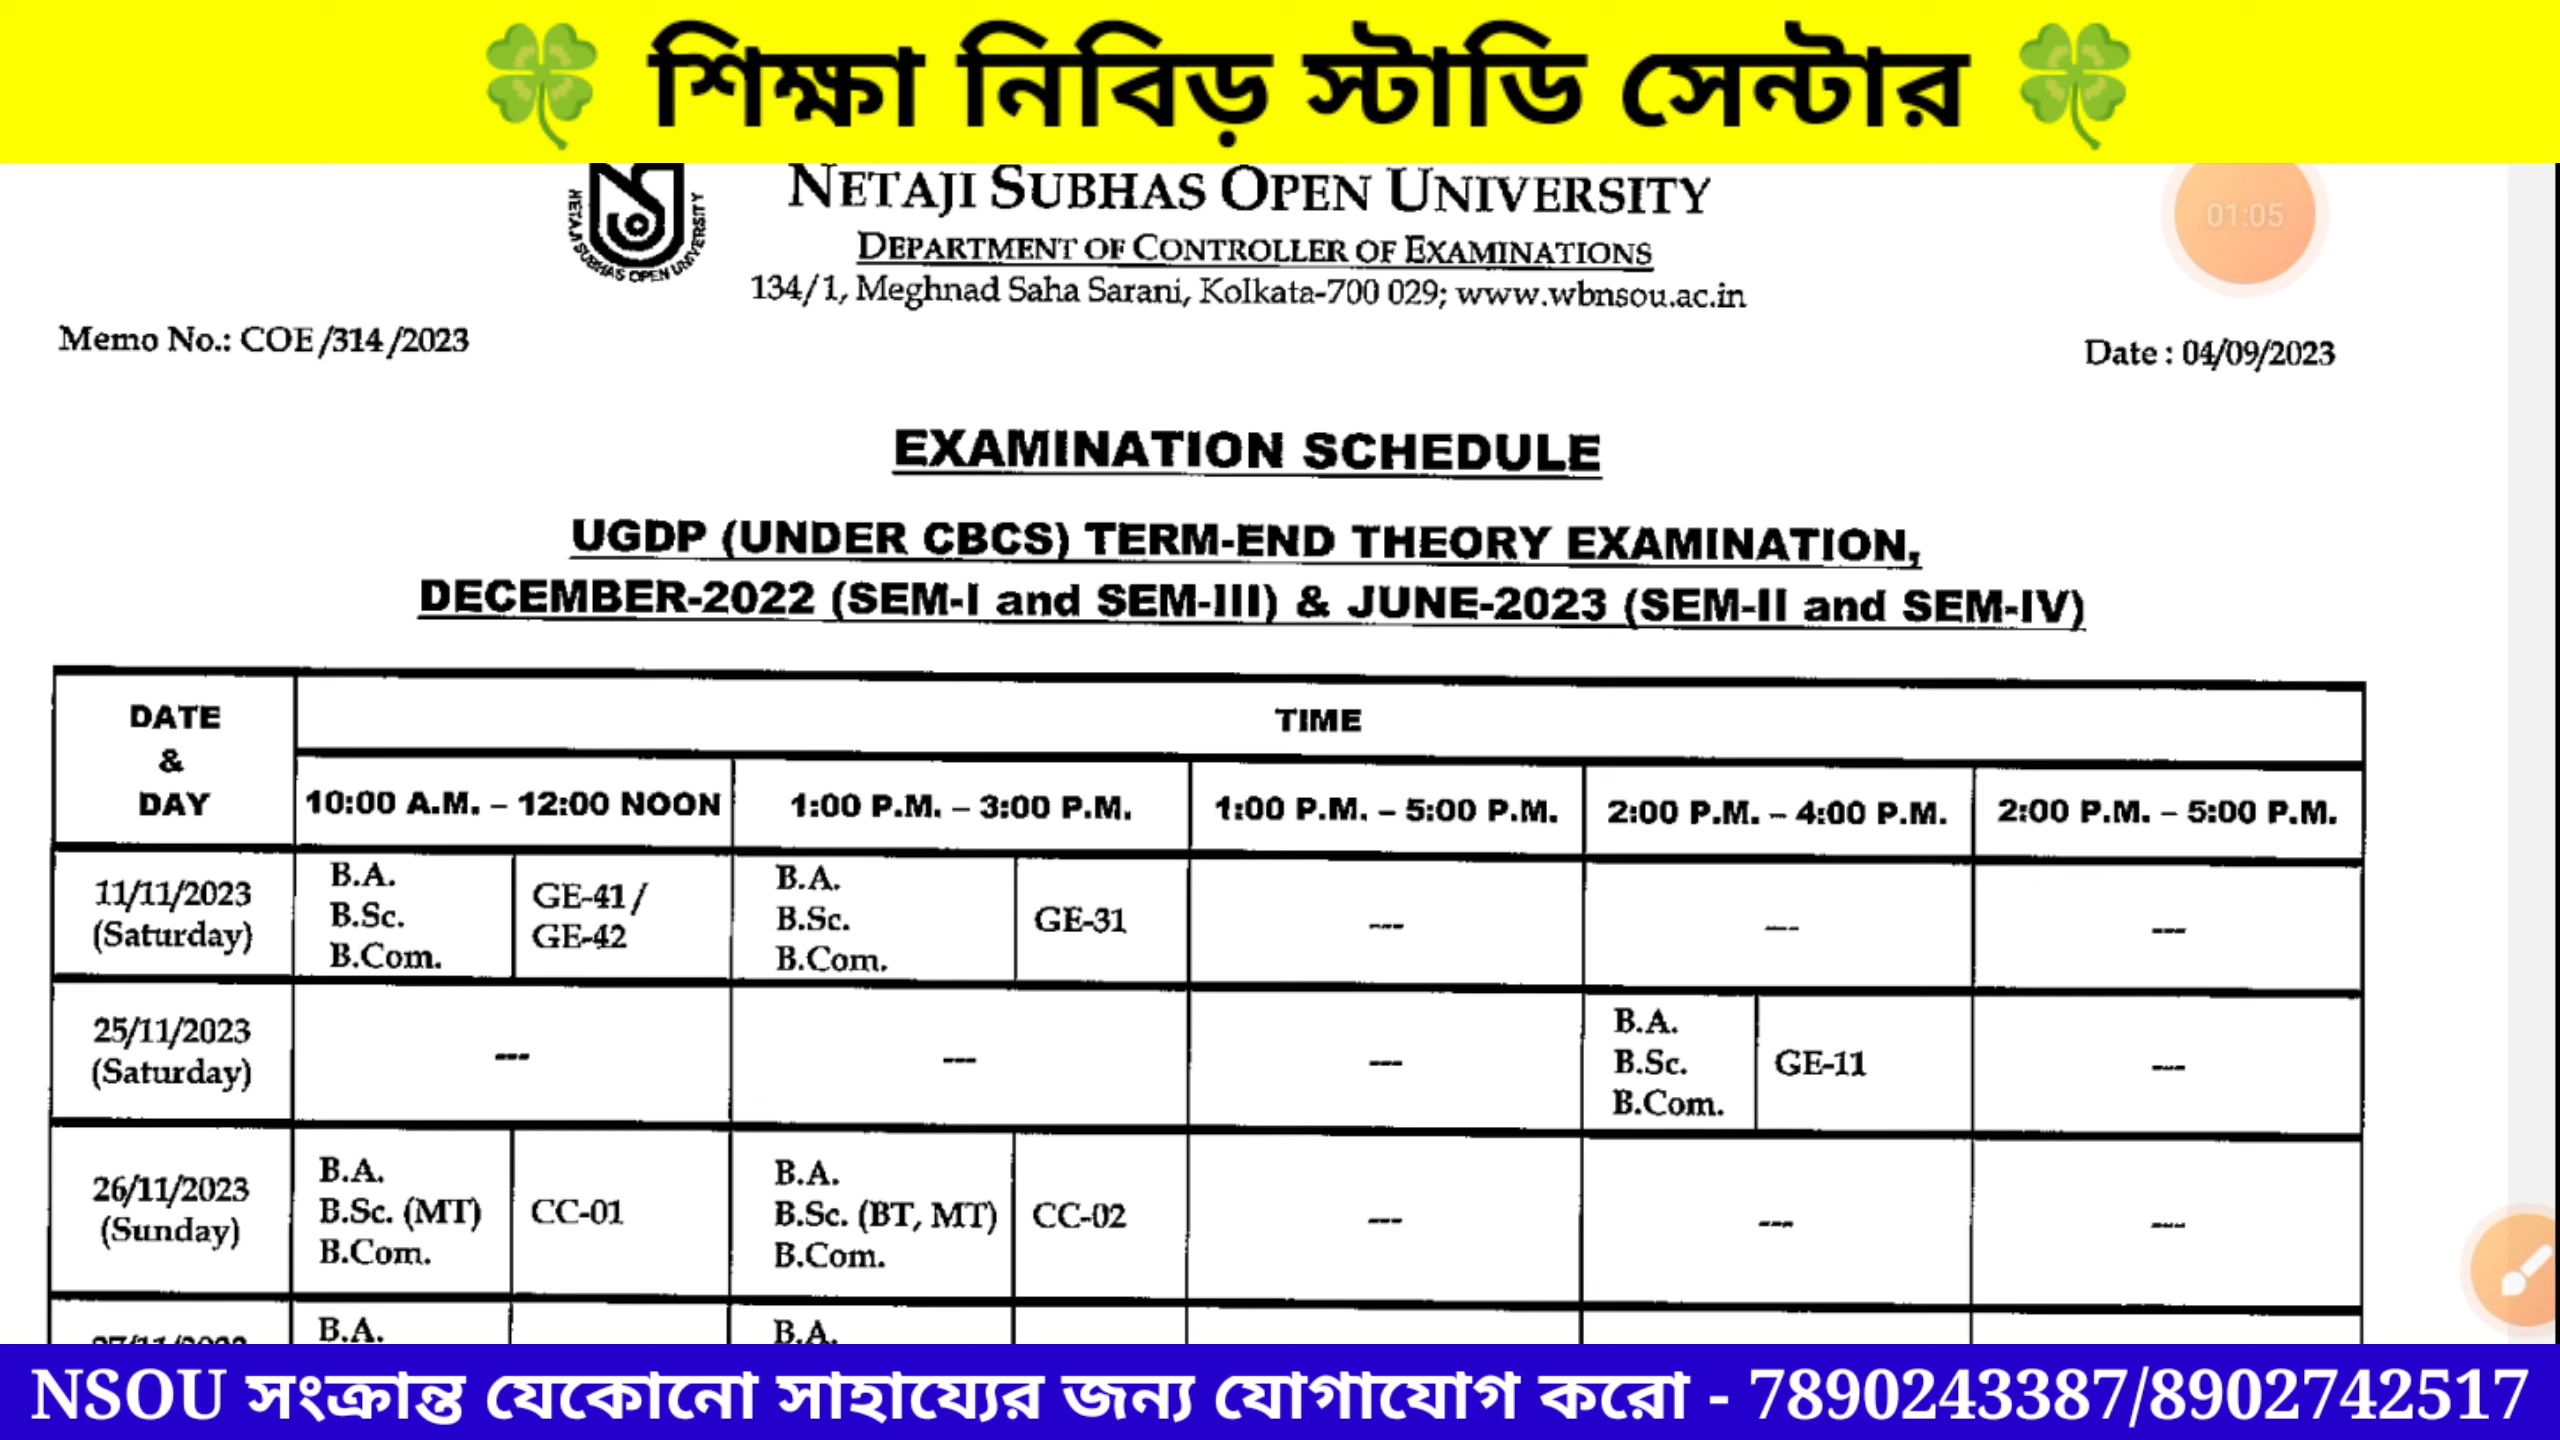 🍀 শিক্ষা নিবিড় স্টাডি সেন্টার 🍀
NETAJI SUBHAS OPEN UNIVERSITY
NETAJI SUBHAS OPEN UNIVERSITY
DEPARTMENT OF CONTROLLER OF EXAMINATIONS
134/1, Meghnad Saha Sarani, Kolkata-700 029; www.wbnsou.ac.in
01:05
Memo No.: COE/314/2023
Date : 04/09/2023
EXAMINATION SCHEDULE
UGDP (UNDER CBCS) TERM-END THEORY EXAMINATION,
DECEMBER-2022 (SEM-I and SEM-III) & JUNE-2023 (SEM-II and SEM-IV)
DATE
&
DAY
TIME
10:00 A.M. – 12:00 NOON
1:00 P.M. – 3:00 P.M.
1:00 P.M. – 5:00 P.M.
2:00 P.M. – 4:00 P.M.
2:00 P.M. – 5:00 P.M.
11/11/2023
(Saturday)
B.A.
B.Sc.
B.Com.
GE-41/
GE-42
B.A.
B.Sc.
B.Com.
GE-31
---
---
---
25/11/2023
(Saturday)
---
---
---
B.A.
B.Sc.
B.Com.
GE-11
---
26/11/2023
(Sunday)
B.A.
B.Sc. (MT)
B.Com.
CC-01
B.A.
B.Sc. (BT, MT)
B.Com.
CC-02
---
---
---
B.A.
B.A.
NSOU সংক্রান্ত যেকোনো সাহায্যের জন্য যোগাযোগ করো - 7890243387/8902742517